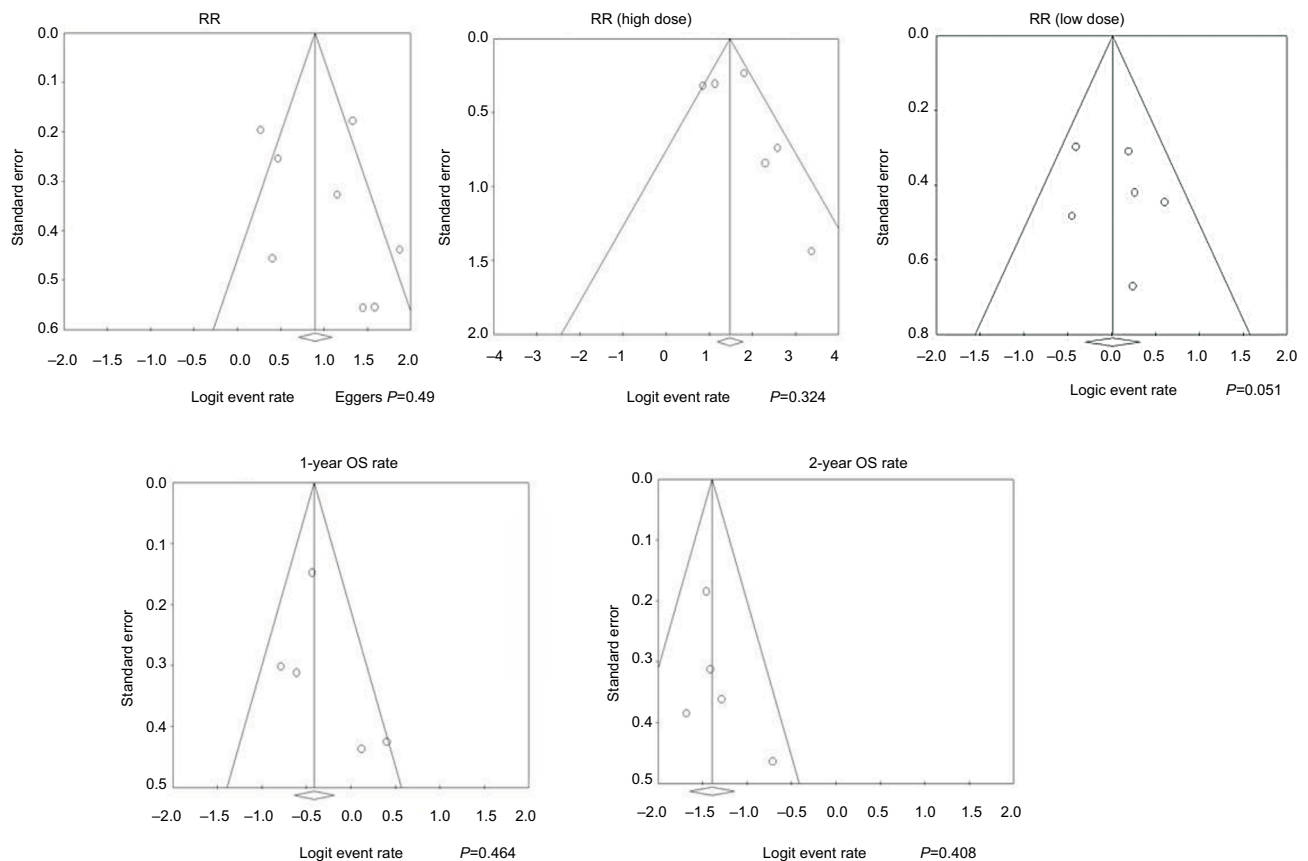 RR
0.0
0.1
0.2
0.3
0.4
0.5
0.6
Standard error
–2.0 –1.5 –1.0 –0.5 0.0 0.5 1.0 1.5 2.0
Logit event rate Eggers P=0.49
RR (high dose)
0.0
0.5
1.0
1.5
2.0
Standard error
–4 –3 –2 –1 0 1 2 3 4
Logit event rate P=0.324
RR (low dose)
0.0
0.2
0.4
0.6
0.8
Standard error
–2.0 –1.5 –1.0 –0.5 0.0 0.5 1.0 1.5 2.0
Logic event rate P=0.051
1-year OS rate
0.0
0.1
0.2
0.3
0.4
0.5
Standard error
–2.0 –1.5 –1.0 –0.5 0.0 0.5 1.0 1.5 2.0
Logit event rate P=0.464
2-year OS rate
0.0
0.1
0.2
0.3
0.4
0.5
Standard error
–2.0 –1.5 –1.0 –0.5 0.0 0.5 1.0 1.5 2.0
Logit event rate P=0.408